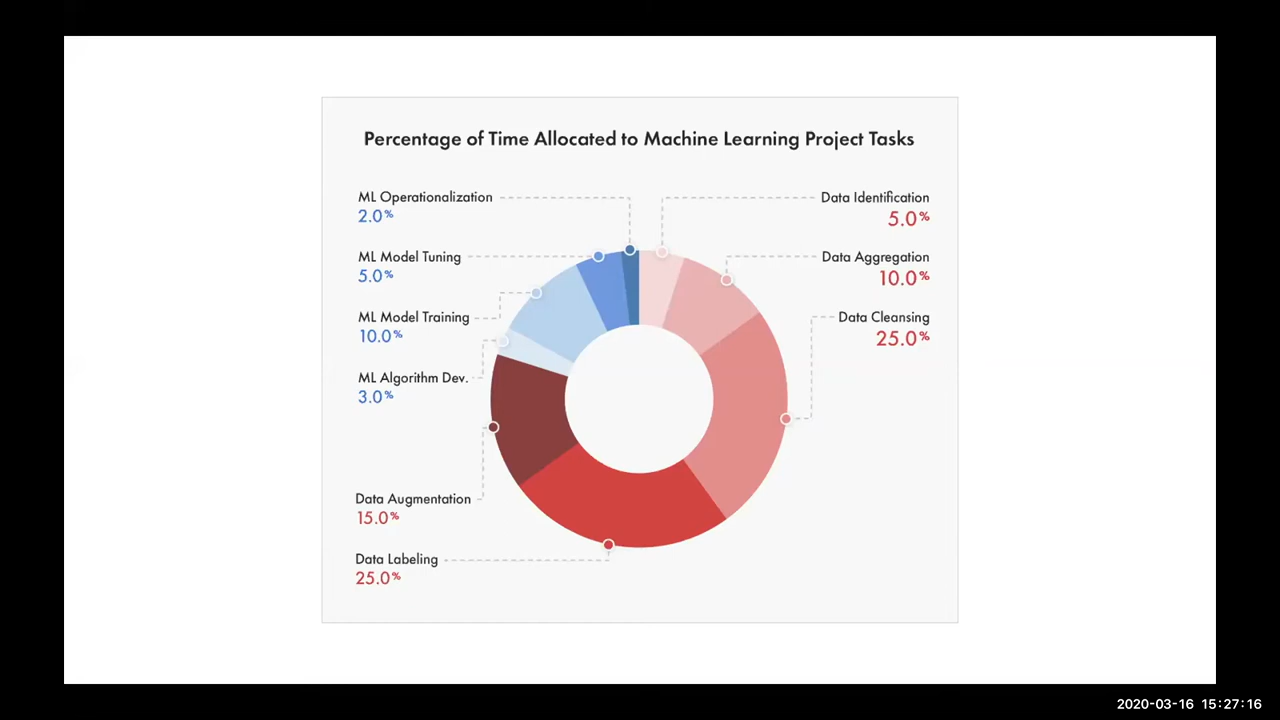 Percentage of Time Allocated to Machine Learning Project Tasks
ML Operationalization
2.0%
ML Model Tuning
5.0%
ML Model Training
10.0%
ML Algorithm Dev.
3.0%
Data Augmentation
15.0%
Data Labeling
25.0%
Data Identification
5.0%
Data Aggregation
10.0%
Data Cleansing
25.0%
2020-03-16 15:27:16